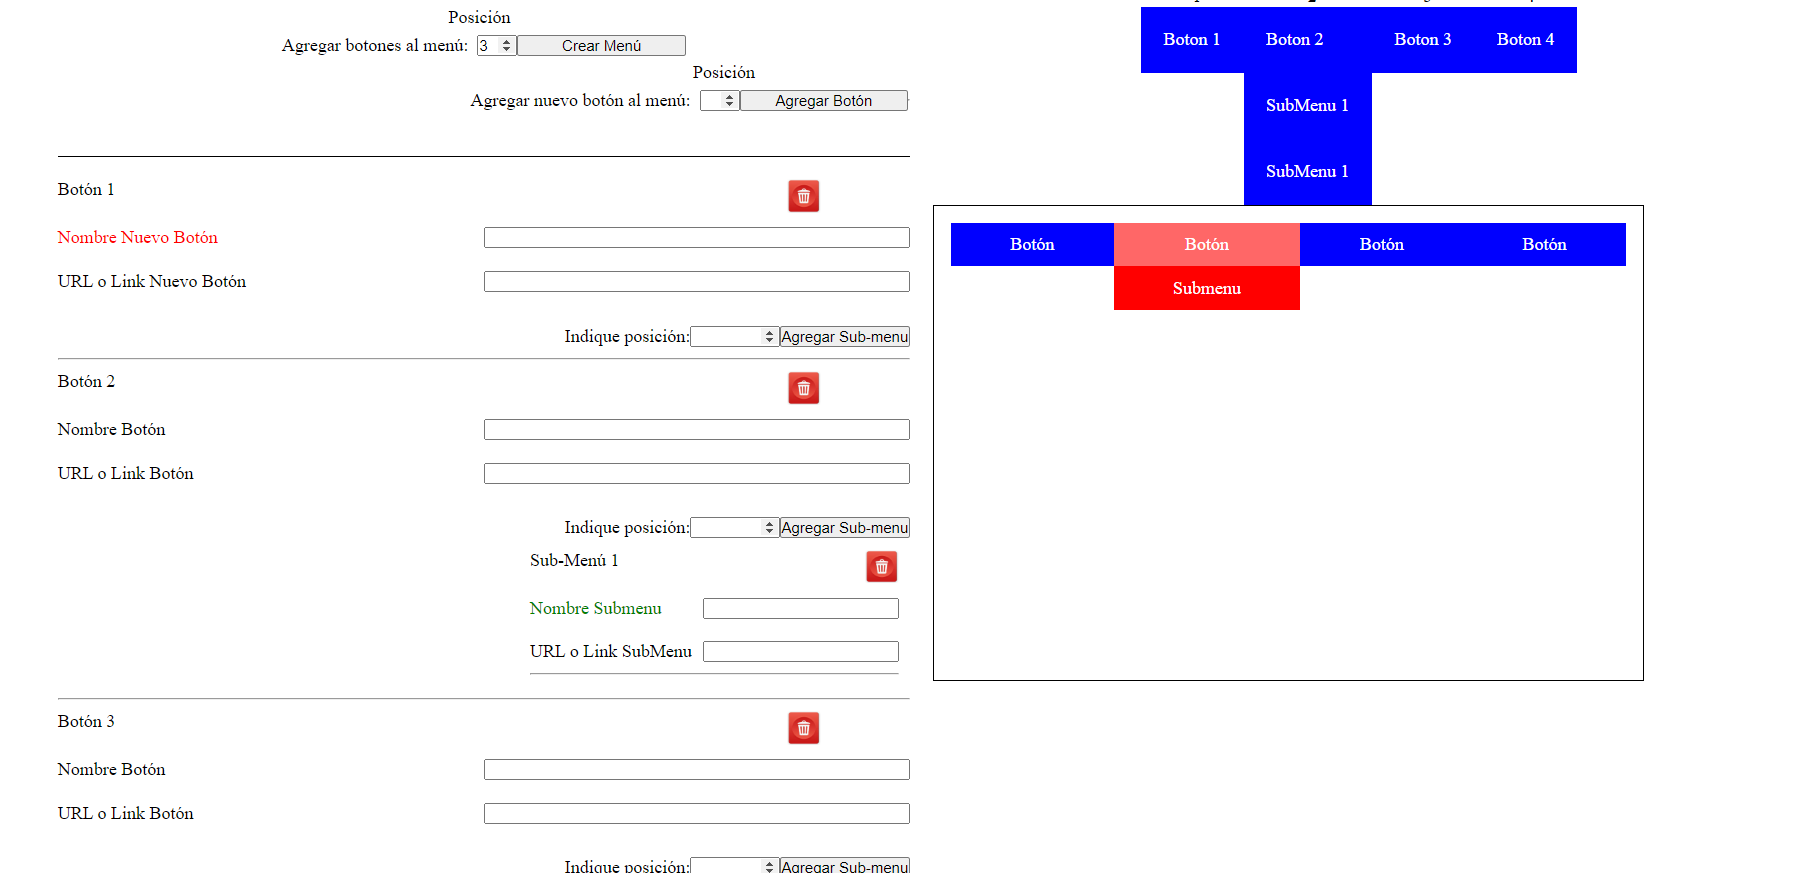 Posición
Agregar botones al menú: 3 Crear Menú
Posición
Agregar nuevo botón al menú: Agregar Botón
Botón 1
Nombre Nuevo Botón
URL o Link Nuevo Botón
Indique posición: Agregar Sub-menu
Botón 2
Nombre Botón
URL o Link Botón
Indique posición: Agregar Sub-menu
Sub-Menú 1
Nombre Submenu
URL o Link SubMenu
Botón 3
Nombre Botón
URL o Link Botón
Indique posición: Agregar Sub-menu
Boton 1 Boton 2 Boton 3 Boton 4
SubMenu 1
SubMenu 1
Botón Botón Botón Botón
Submenu